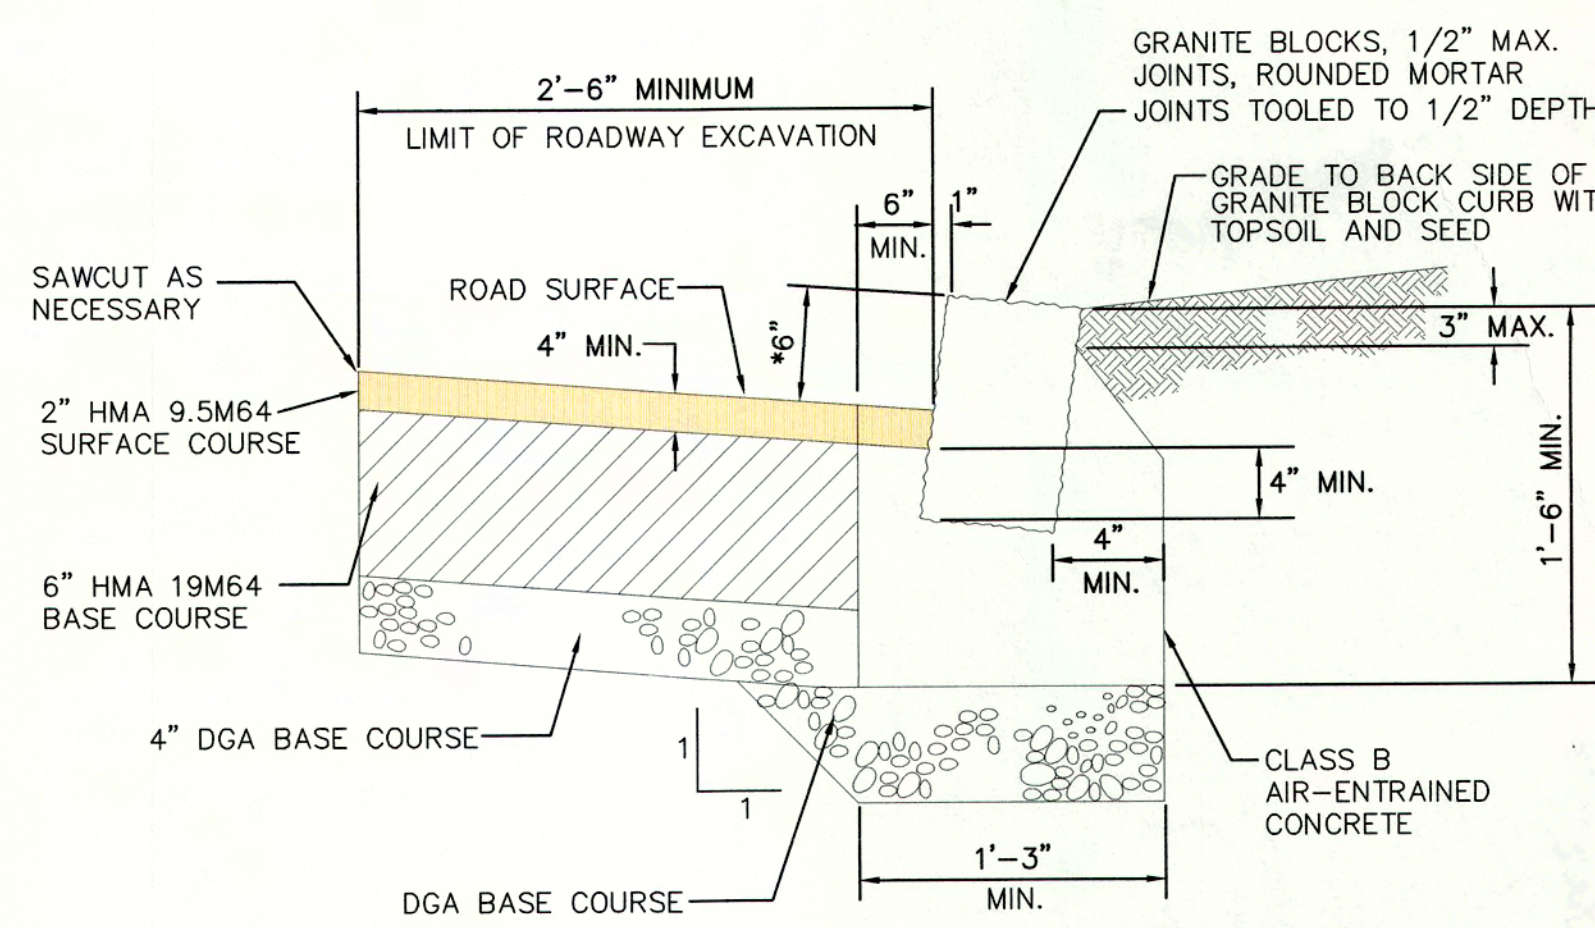 GRANITE BLOCKS, 1/2" MAX.
JOINTS, ROUNDED MORTAR
JOINTS TOOLED TO 1/2" DEPTH
2'-6" MINIMUM
LIMIT OF ROADWAY EXCAVATION
GRADE TO BACK SIDE OF
GRANITE BLOCK CURB WIT
TOPSOIL AND SEED
6"
MIN.
1"
SAWCUT AS
NECESSARY
ROAD SURFACE
4" MIN.
*6"
3" MAX.
2" HMA 9.5M64
SURFACE COURSE
4" MIN.
1'-6" MIN.
4"
MIN.
6" HMA 19M64
BASE COURSE
4" DGA BASE COURSE
1
1
CLASS B
AIR-ENTRAINED
CONCRETE
1'-3"
MIN.
DGA BASE COURSE